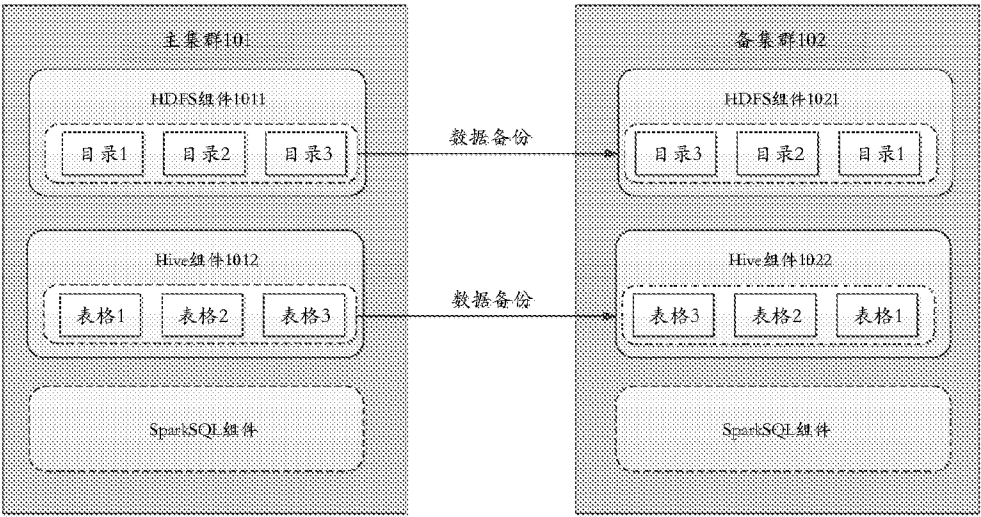 主集群101
HDFS组件1011
目录1 目录2 目录3
Hive组件1012
表格1 表格2 表格3
SparkSQL组件
数据备份
数据备份
备集群102
HDFS组件1021
目录3 目录2 目录1
Hive组件1022
表格3 表格2 表格1
SparkSQL组件